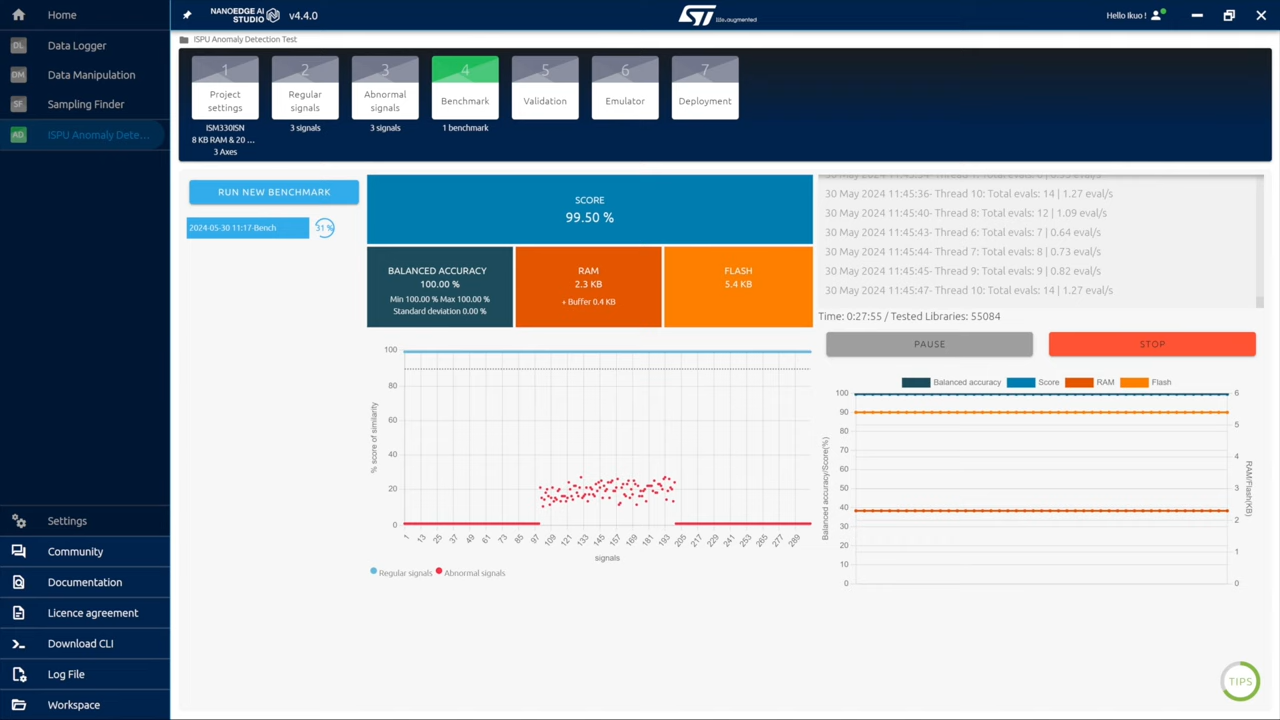 NANOEDGE AI
STUDIO
v4.4.0
life.augmented
Hello Ikuo !
Home
DL Data Logger
DM Data Manipulation
SF Sampling Finder
AD ISPU Anomaly Dete...
Settings
Community
Documentation
Licence agreement
Download CLI
Log File
Workspace
ISPU Anomaly Detection Test
1 2 3 4 5 6 7
Project settings
Regular signals
Abnormal signals
Benchmark
Validation
Emulator
Deployment
ISM330ISN
8 KB RAM & 20 ...
3 Axes
3 signals
3 signals
1 benchmark
RUN NEW BENCHMARK
2024-05-30 11:17-Bench 31 %
SCORE
99.50 %
BALANCED ACCURACY
100.00 %
Min 100.00 % Max 100.00 %
Standard deviation 0.00 %
RAM
2.3 KB
+ Buffer 0.4 KB
FLASH
5.4 KB
30 May 2024 11:45:36- Thread 10: Total evals: 14 | 1.27 eval/s
30 May 2024 11:45:40- Thread 8: Total evals: 12 | 1.09 eval/s
30 May 2024 11:45:43- Thread 6: Total evals: 7 | 0.64 eval/s
30 May 2024 11:45:44- Thread 7: Total evals: 8 | 0.73 eval/s
30 May 2024 11:45:45- Thread 9: Total evals: 9 | 0.82 eval/s
30 May 2024 11:45:47- Thread 10: Total evals: 14 | 1.27 eval/s
Time: 0:27:55 / Tested Libraries: 55084
PAUSE
STOP
% score of similarity
100
80
60
40
20
0
1 13 25 37 49 61 73 85 97 109 121 133 145 157 169 181 193 205 217 229 241 253 265 277 289
signals
Regular signals Abnormal signals
Balanced accuracy Score RAM Flash
Balanced accuracy/Score(%)
100
90
80
70
60
50
40
30
20
10
0
6
5
4
3
2
1
0
RAM/Flash(KB)
TIPS